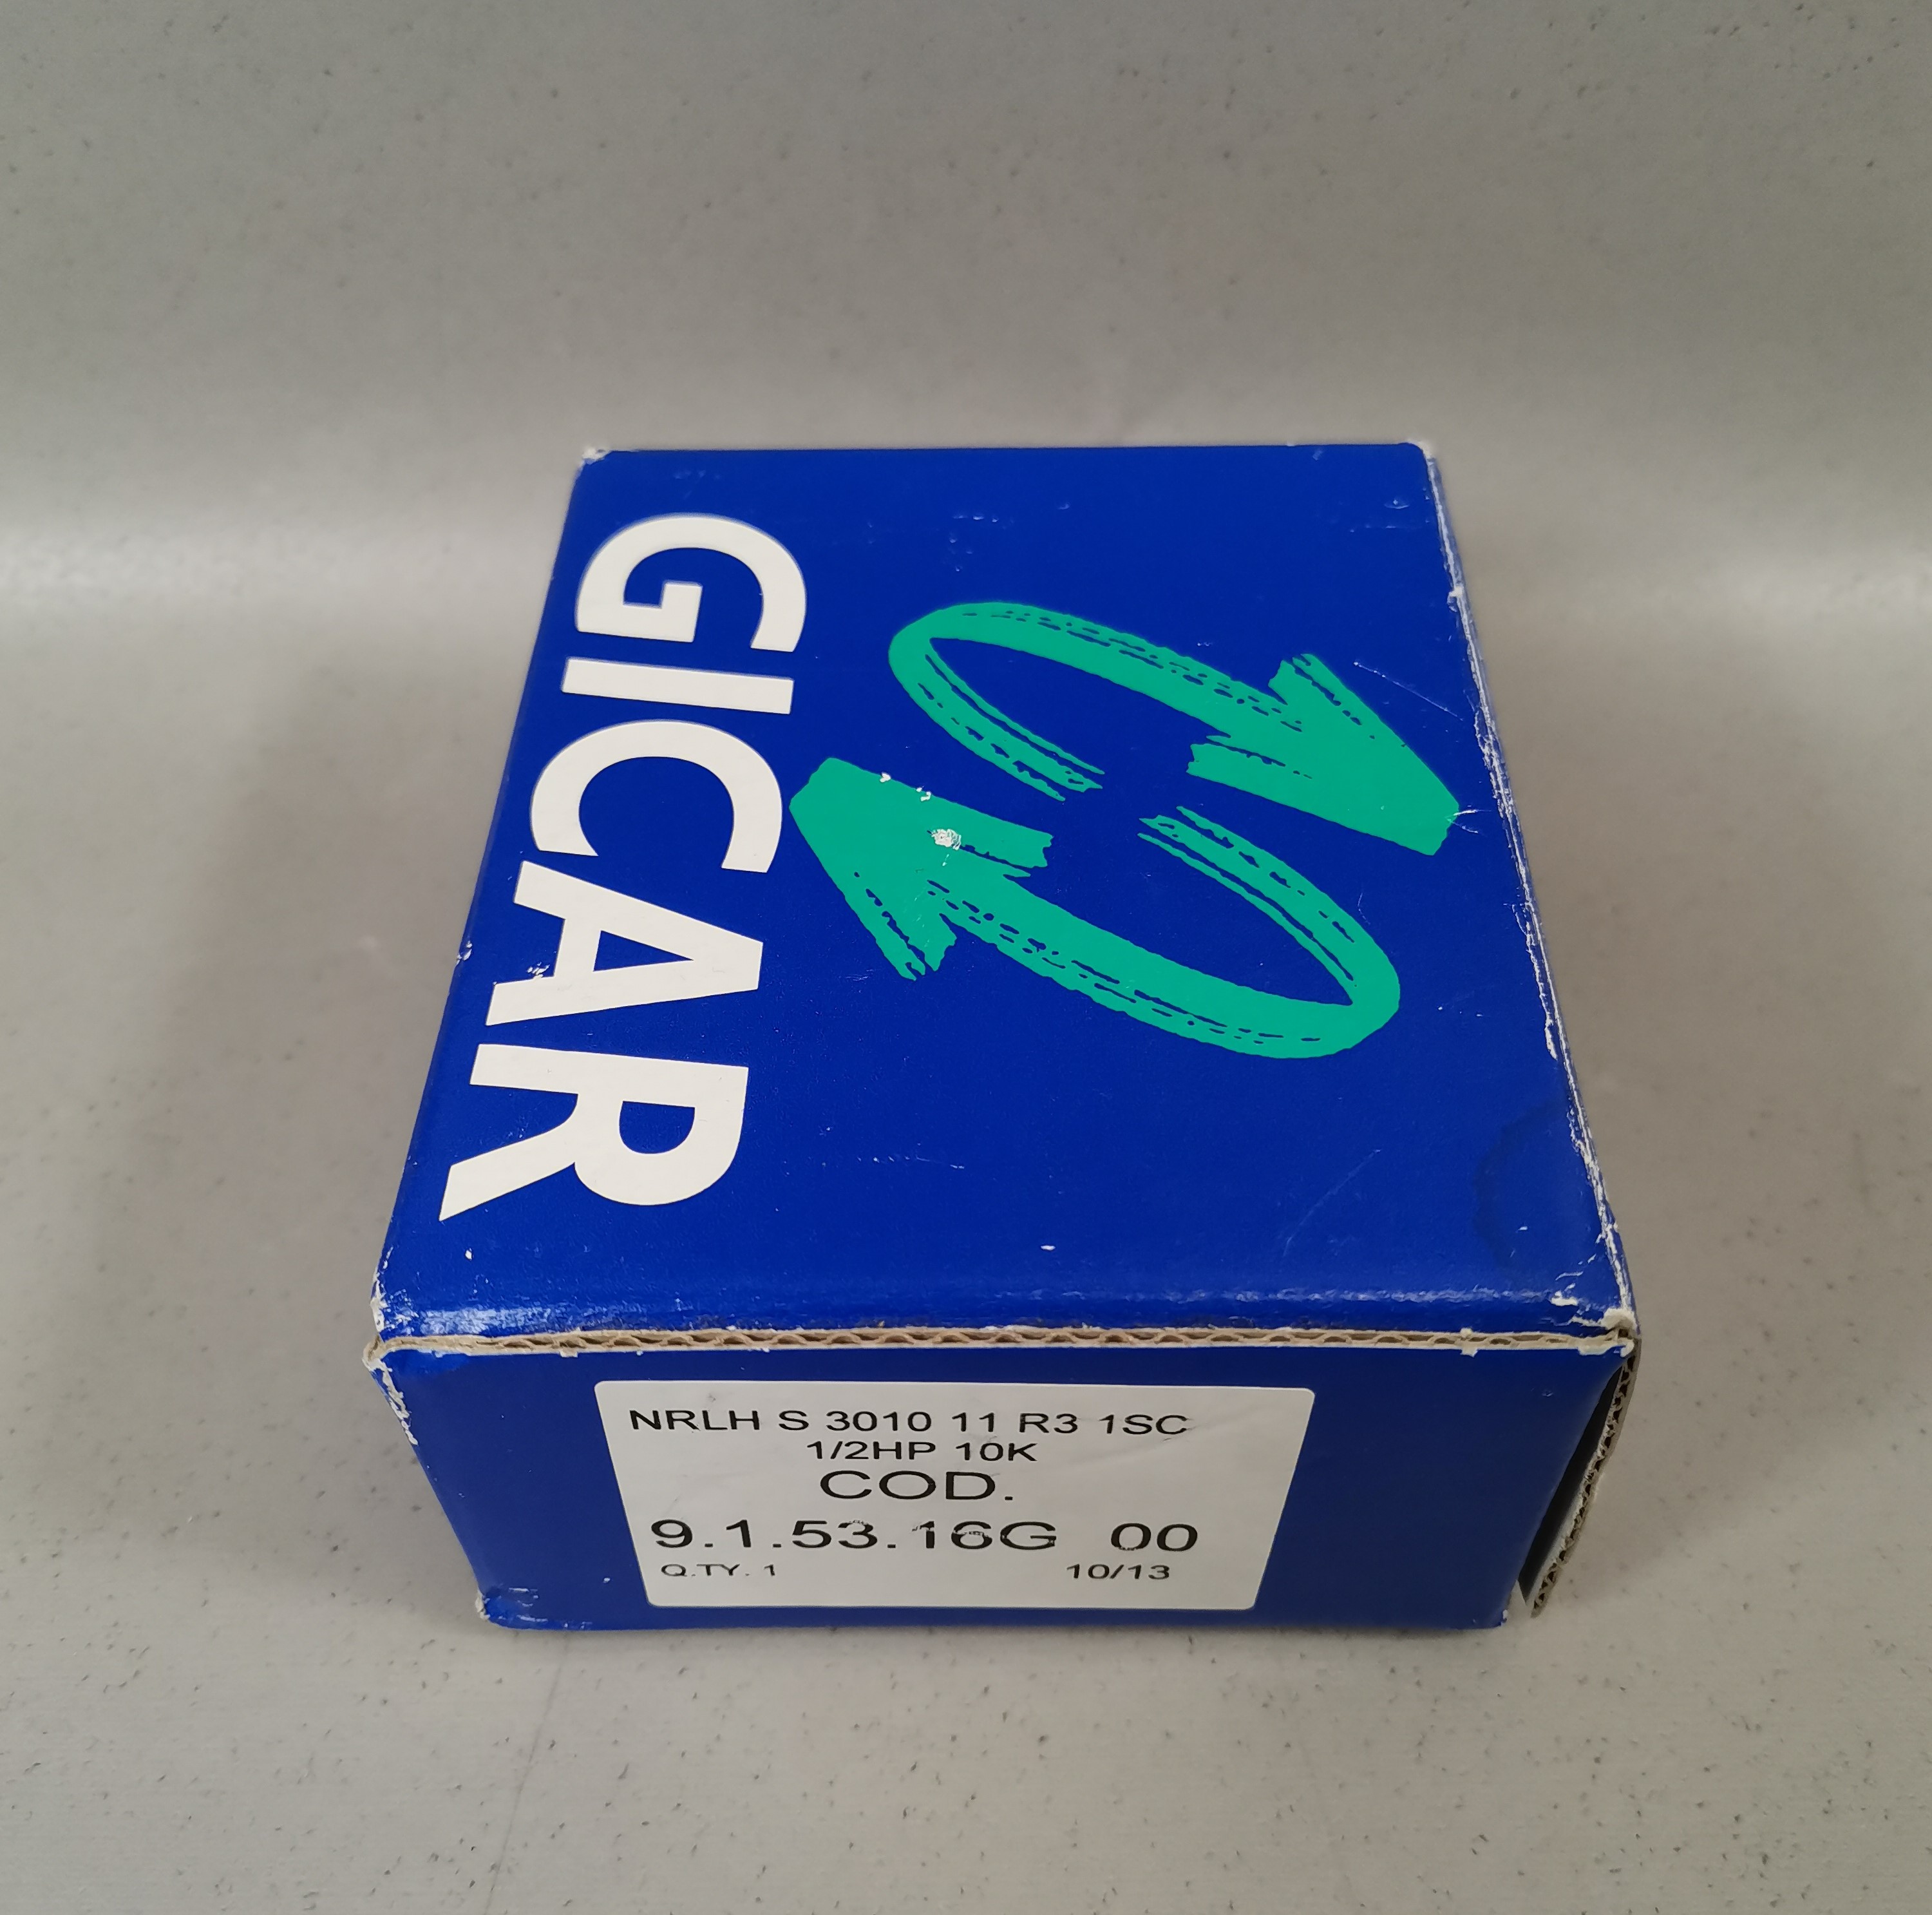 GICAR
NRLH S 3010 11 R3 1SC
1/2HP 10K
COD.
9.1.53.16G 00
Q.TY. 1 10/13